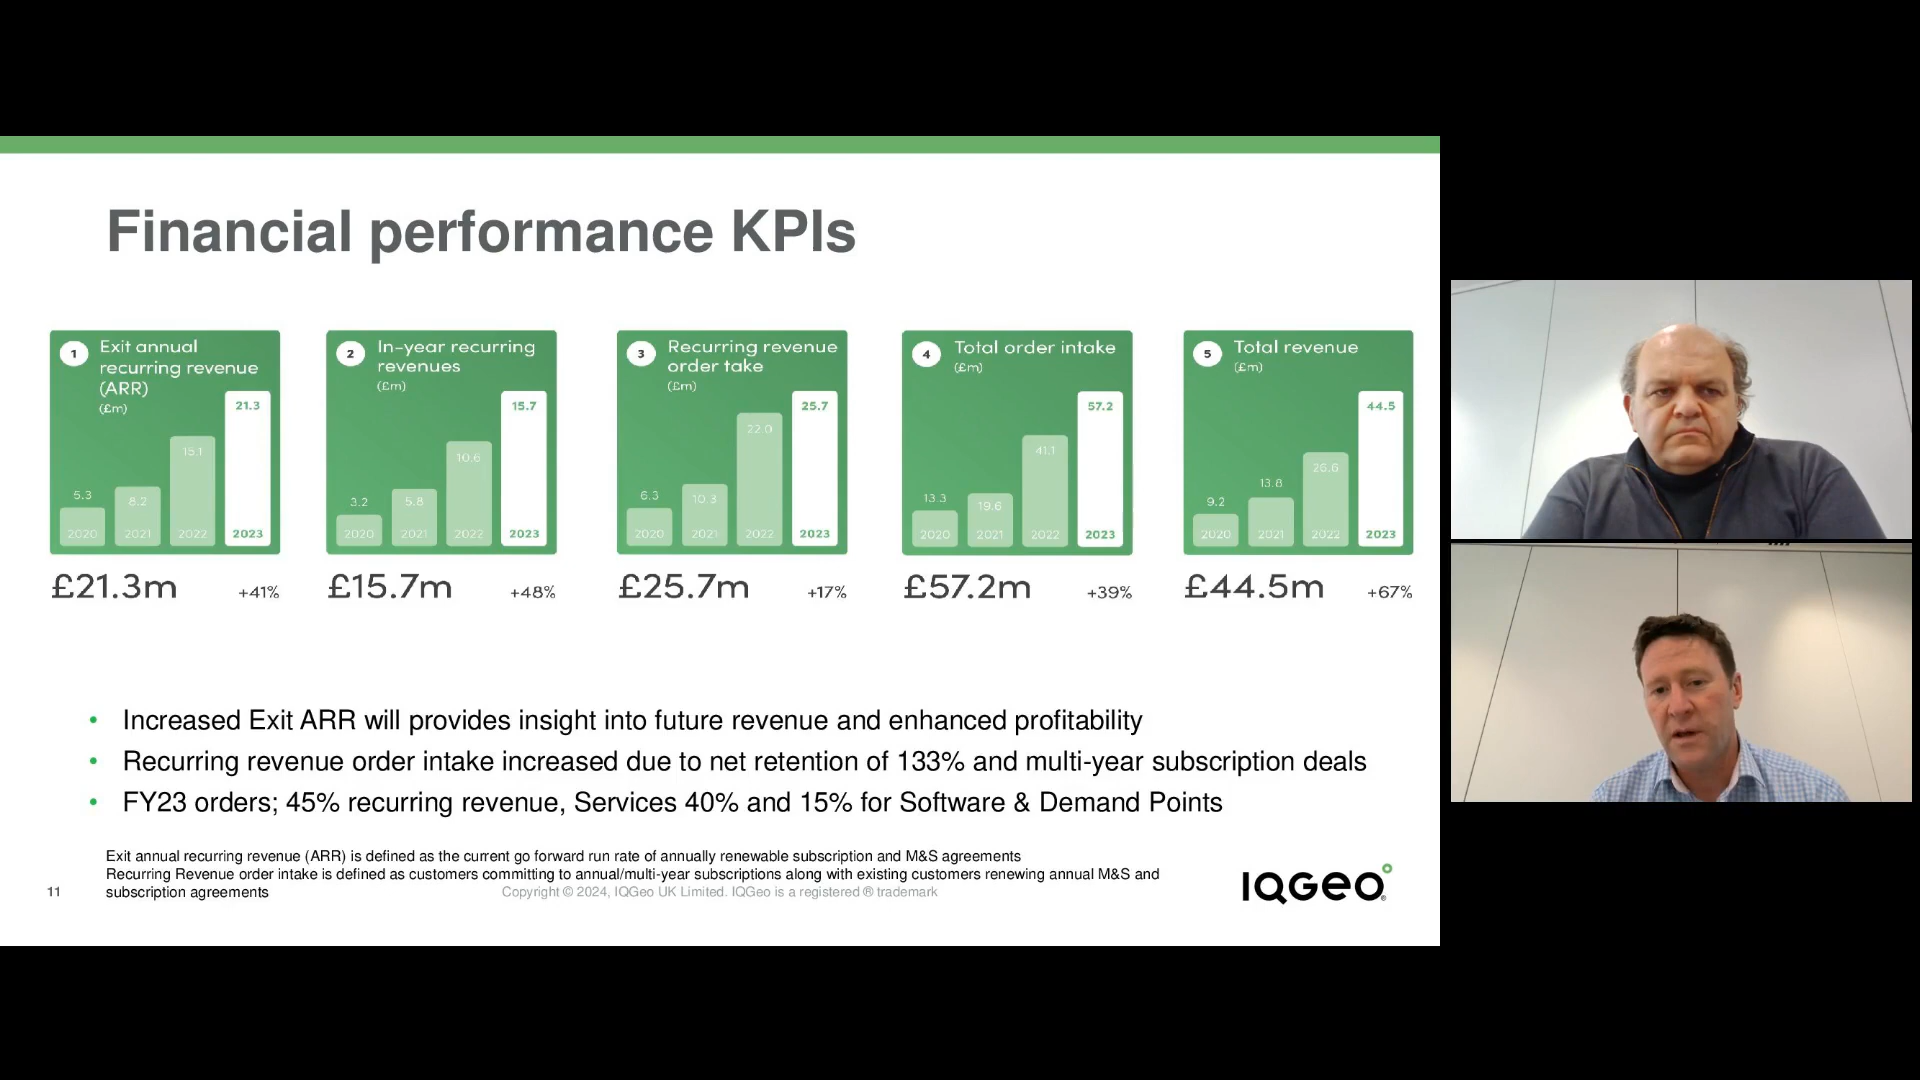 Financial performance KPIs
1 Exit annual
recurring revenue
(ARR)
(£m)
5.3
8.2
15.1
21.3
2020
2021
2022
2023
£21.3m +41%
2 In-year recurring
revenues
(£m)
3.2
5.8
10.6
15.7
2020
2021
2022
2023
£15.7m +48%
3 Recurring revenue
order take
(£m)
6.3
10.3
22.0
25.7
2020
2021
2022
2023
£25.7m +17%
4 Total order intake
(£m)
13.3
19.6
41.1
57.2
2020
2021
2022
2023
£57.2m +39%
5 Total revenue
(£m)
9.2
13.8
26.6
44.5
2020
2021
2022
2023
£44.5m +67%
• Increased Exit ARR will provides insight into future revenue and enhanced profitability
• Recurring revenue order intake increased due to net retention of 133% and multi-year subscription deals
• FY23 orders; 45% recurring revenue, Services 40% and 15% for Software & Demand Points
Exit annual recurring revenue (ARR) is defined as the current go forward run rate of annually renewable subscription and M&S agreements
Recurring Revenue order intake is defined as customers committing to annual/multi-year subscriptions along with existing customers renewing annual M&S and
subscription agreements
11
Copyright © 2024, IQGeo UK Limited. IQGeo is a registered ® trademark
IQGeo®